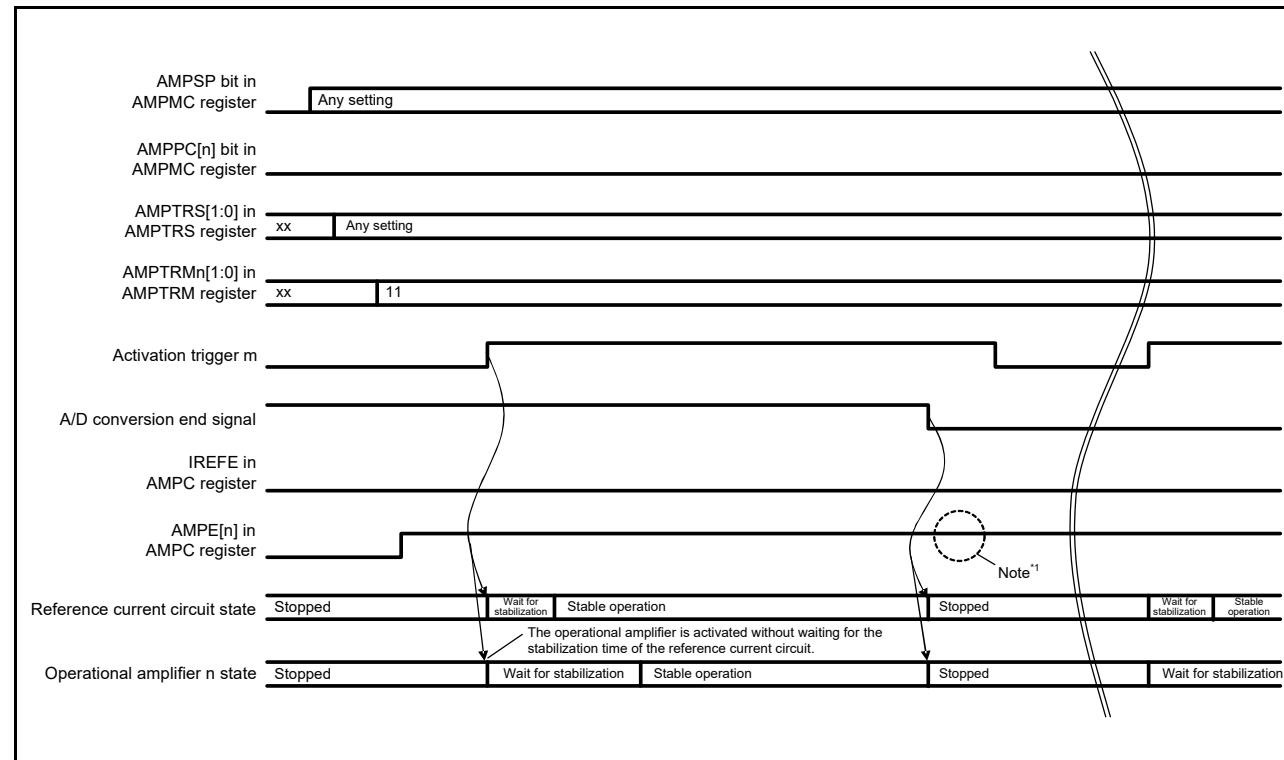 AMPSP bit in
AMPMC register
Any setting
AMPPC[n] bit in
AMPMC register
AMPTRS[1:0] in
AMPTRS register
xx
Any setting
AMPTRMn[1:0] in
AMPTRM register
xx
11
Activation trigger m
A/D conversion end signal
IREFE in
AMPC register
AMPE[n] in
AMPC register
Note*1
Reference current circuit state
Stopped
Wait for
stabilization
Stable operation
Stopped
Wait for
stabilization
Stable
operation
The operational amplifier is activated without waiting for the
stabilization time of the reference current circuit.
Operational amplifier n state
Stopped
Wait for stabilization
Stable operation
Stopped
Wait for stabilization